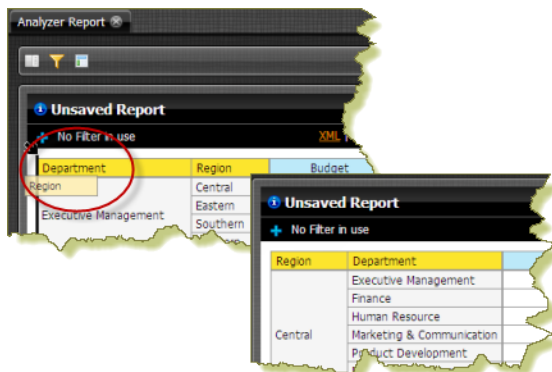 Analyzer Report
Unsaved Report
No Filter in use XML
Department Region Budget
Region
Central
Eastern
Executive Management
Southern
Unsaved Report
No Filter in use
Region Department
Executive Management
Finance
Human Resource
Central Marketing & Communication
Product Development